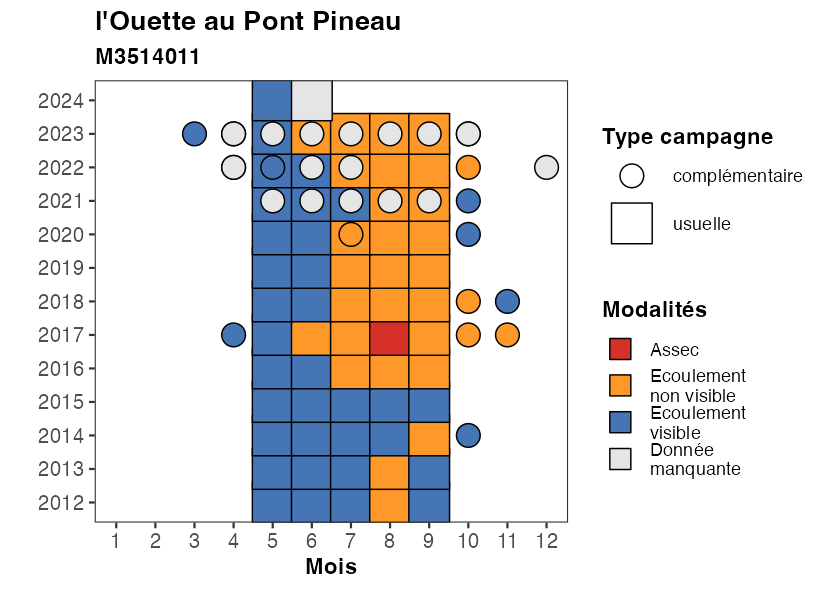 l'Ouette au Pont Pineau
M3514011
2024
2023
2022
2021
2020
2019
2018
2017
2016
2015
2014
2013
2012
1 2 3 4 5 6 7 8 9 10 11 12
Mois
Type campagne
complémentaire
usuelle
Modalités
Assec
Ecoulement
non visible
Ecoulement
visible
Donnée
manquante